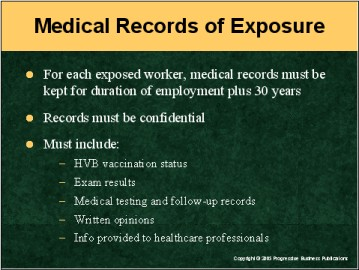 Medical Records of Exposure
For each exposed worker, medical records must be
kept for duration of employment plus 30 years
Records must be confidential
Must include:
– HVB vaccination status
– Exam results
– Medical testing and follow-up records
– Written opinions
– Info provided to healthcare professionals
Copyright © 2003 Progressive Business Publications